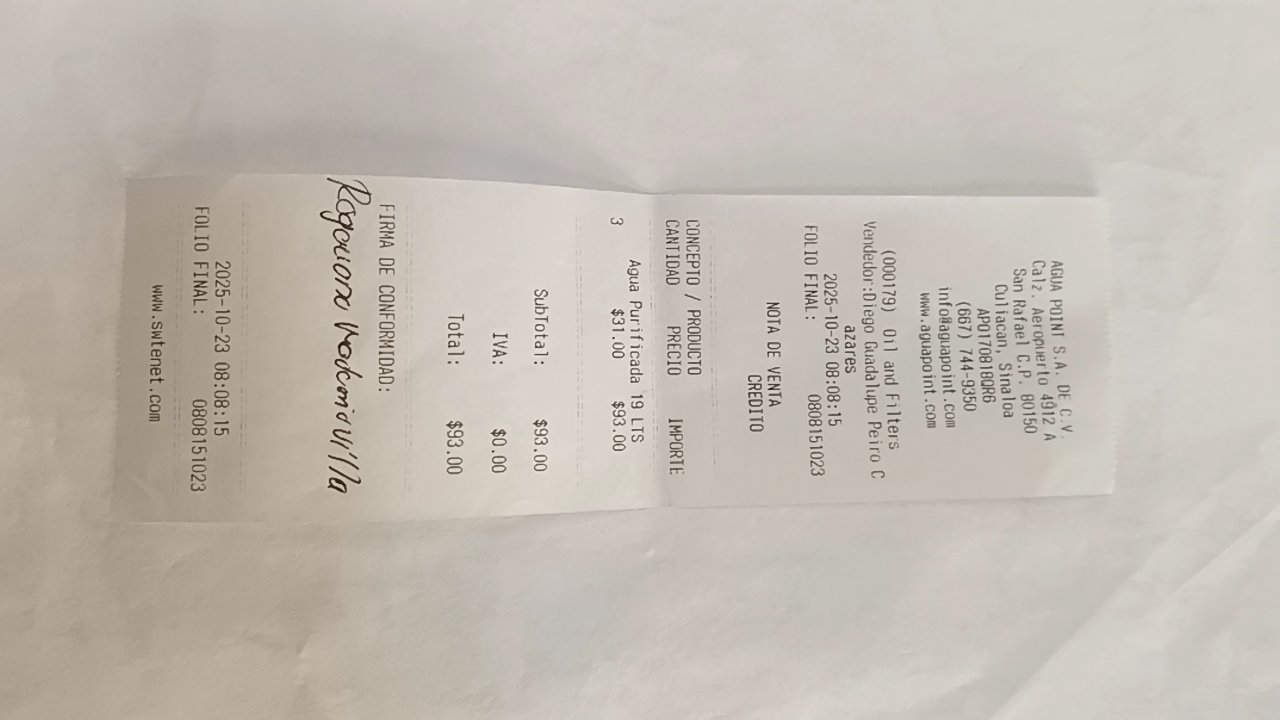 AGUA POINT S.A. DE C.V.
Calz. Aeropuerto 4912 A
San Rafael C.P. 80150
Culiacan, Sinaloa
APO170818QR6
(667) 744-9350
info@aguapoint.com
www.aguapoint.com
(000179) Oil and Filters
Vendedor:Diego Guadalupe Peiro C
azares
2025-10-23 08:08:15
FOLIO FINAL: 0808151023
NOTA DE VENTA
CREDITO
CONCEPTO / PRODUCTO
CANTIDAD PRECIO IMPORTE
Agua Purificada 19 LTS
3 $31.00 $93.00
SubTotal: $93.00
IVA: $0.00
Total: $93.00
FIRMA DE CONFORMIDAD:
2025-10-23 08:08:15
FOLIO FINAL: 0808151023
www.swtenet.com